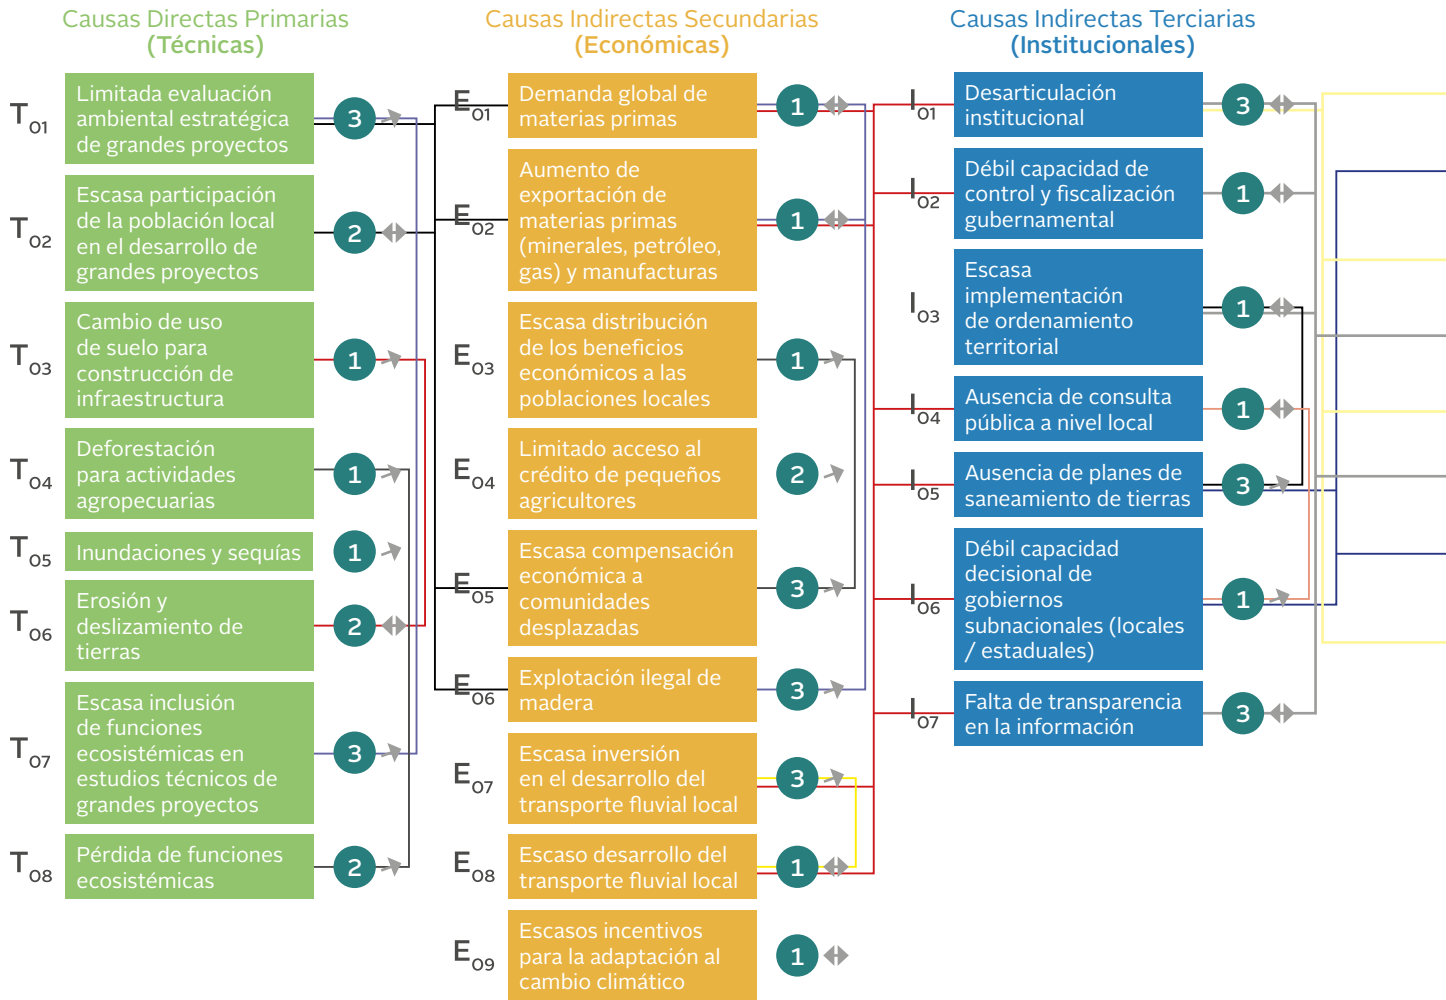 Causas Directas Primarias
(Técnicas)
T01
Limitada evaluación
ambiental estratégica
de grandes proyectos
3
T02
Escasa participación
de la población local
en el desarrollo de
grandes proyectos
2
T03
Cambio de uso
de suelo para
construcción de
infraestructura
1
T04
Deforestación
para actividades
agropecuarias
1
T05
Inundaciones y sequías
1
T06
Erosión y
deslizamiento de
tierras
2
T07
Escasa inclusión
de funciones
ecosistémicas en
estudios técnicos de
grandes proyectos
3
T08
Pérdida de funciones
ecosistémicas
2
Causas Indirectas Secundarias
(Económicas)
E01
Demanda global de
materias primas
1
E02
Aumento de
exportación de
materias primas
(minerales, petróleo,
gas) y manufacturas
1
E03
Escasa distribución
de los beneficios
económicos a las
poblaciones locales
1
E04
Limitado acceso al
crédito de pequeños
agricultores
2
E05
Escasa compensación
económica a
comunidades
desplazadas
3
E06
Explotación ilegal de
madera
3
E07
Escasa inversión
en el desarrollo del
transporte fluvial local
3
E08
Escaso desarrollo del
transporte fluvial local
1
E09
Escasos incentivos
para la adaptación al
cambio climático
1
Causas Indirectas Terciarias
(Institucionales)
I01
Desarticulación
institucional
3
I02
Débil capacidad de
control y fiscalización
gubernamental
1
I03
Escasa
implementación
de ordenamiento
territorial
1
I04
Ausencia de consulta
pública a nivel local
1
I05
Ausencia de planes de
saneamiento de tierras
3
I06
Débil capacidad
decisional de
gobiernos
subnacionales (locales
/ estaduales)
1
I07
Falta de transparencia
en la información
3